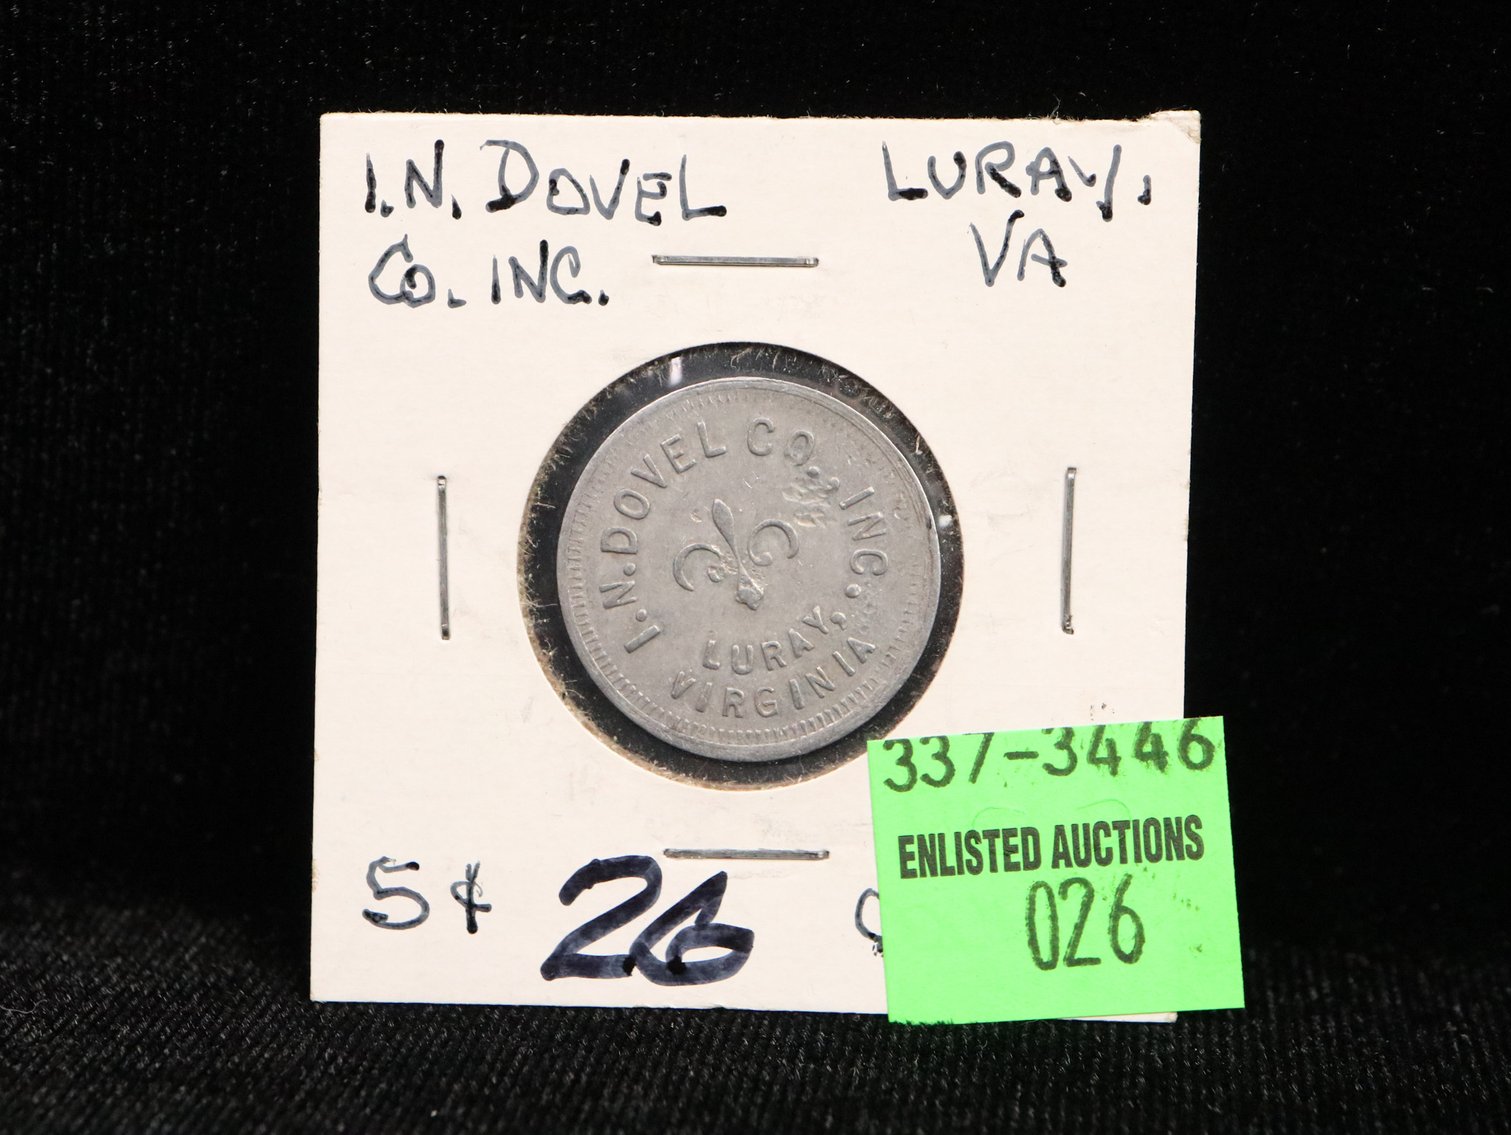 I.N. DOVEL
CO. INC.
LURAY,
VA
I.N. DOVEL CO., INC.
LURAY,
VIRGINIA
5¢
26
337-3446
ENLISTED AUCTIONS
026